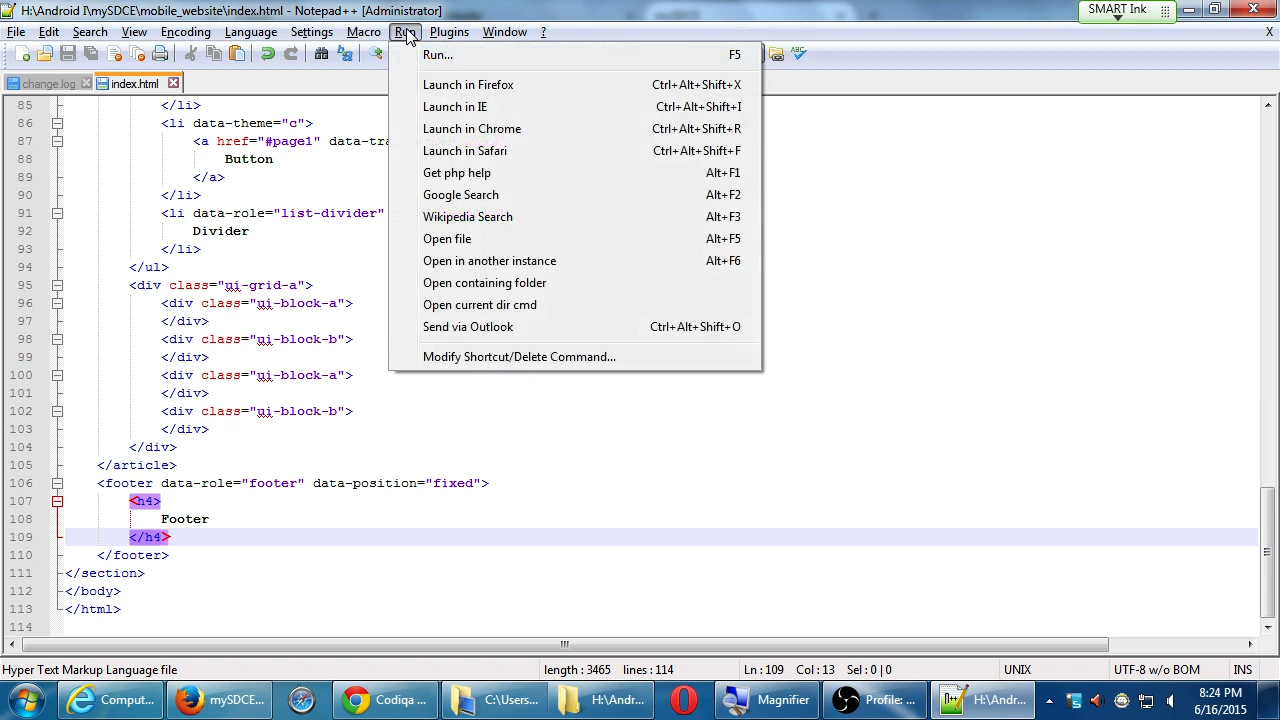 H:\Android I\mySDCE\mobile_website\index.html - Notepad++ [Administrator]
SMART Ink
File Edit Search View Encoding Language Settings Macro Run Plugins Window ? X
change.log index.html
Run... F5
Launch in Firefox Ctrl+Alt+Shift+X
Launch in IE Ctrl+Alt+Shift+I
Launch in Chrome Ctrl+Alt+Shift+R
Launch in Safari Ctrl+Alt+Shift+F
Get php help Alt+F1
Google Search Alt+F2
Wikipedia Search Alt+F3
Open file Alt+F5
Open in another instance Alt+F6
Open containing folder
Open current dir cmd
Send via Outlook Ctrl+Alt+Shift+O
Modify Shortcut/Delete Command...
85 </li>
86 <li data-theme="c">
87 <a href="#page1" data-tra
88 Button
89 </a>
90 </li>
91 <li data-role="list-divider"
92 Divider
93 </li>
94 </ul>
95 <div class="ui-grid-a">
96 <div class="ui-block-a">
97 </div>
98 <div class="ui-block-b">
99 </div>
100 <div class="ui-block-a">
101 </div>
102 <div class="ui-block-b">
103 </div>
104 </div>
105 </article>
106 <footer data-role="footer" data-position="fixed">
107 <h4>
108 Footer
109 </h4>
110 </footer>
111 </section>
112 </body>
113 </html>
114
Hyper Text Markup Language file length : 3465 lines : 114 Ln : 109 Col : 13 Sel : 0 | 0 UNIX UTF-8 w/o BOM INS
Comput... mySDCE... Codiqa ... C:\Users... H:\Andr... Magnifier Profile: ... H:\Andr...
8:24 PM
6/16/2015